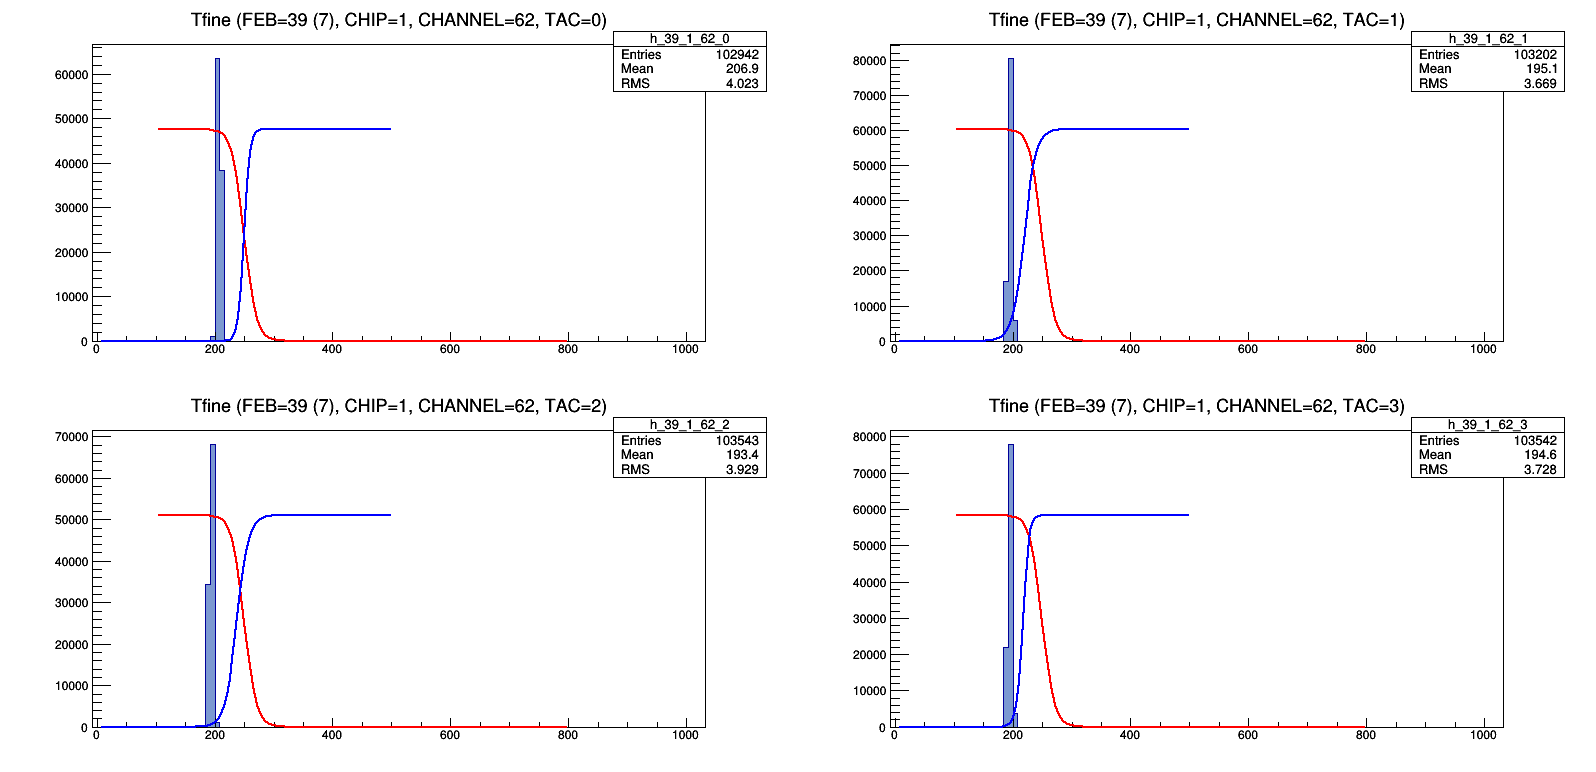 Tfine (FEB=39 (7), CHIP=1, CHANNEL=62, TAC=0)
h_39_1_62_0
Entries 102942
Mean 206.9
RMS 4.023
60000
50000
40000
30000
20000
10000
0
0 200 400 600 800 1000
Tfine (FEB=39 (7), CHIP=1, CHANNEL=62, TAC=1)
h_39_1_62_1
Entries 103202
Mean 195.1
RMS 3.669
80000
70000
60000
50000
40000
30000
20000
10000
0
0 200 400 600 800 1000
Tfine (FEB=39 (7), CHIP=1, CHANNEL=62, TAC=2)
h_39_1_62_2
Entries 103543
Mean 193.4
RMS 3.929
70000
60000
50000
40000
30000
20000
10000
0
0 200 400 600 800 1000
Tfine (FEB=39 (7), CHIP=1, CHANNEL=62, TAC=3)
h_39_1_62_3
Entries 103542
Mean 194.6
RMS 3.728
80000
70000
60000
50000
40000
30000
20000
10000
0
0 200 400 600 800 1000